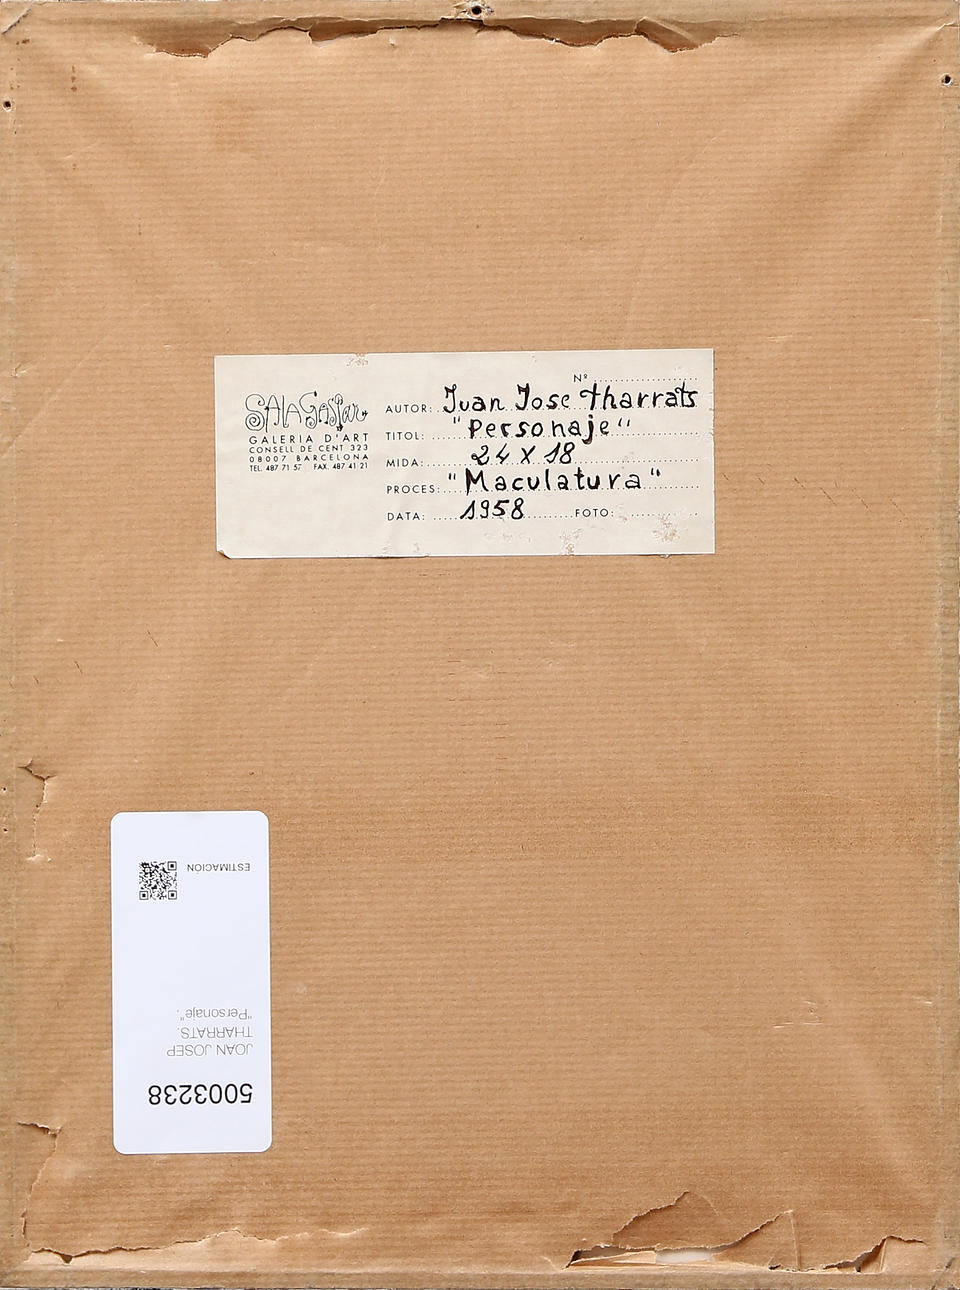 SALA GASPAR
GALERIA D'ART
CONSELL DE CENT 323
08007 BARCELONA
TEL. 487 71 57 FAX. 487 41 21
Nº
AUTOR: Juan Jose Tharrats
TITOL: "Personaje"
MIDA: 24 X 18
PROCES: "Maculatura"
DATA: 1958 FOTO:
5003238
JOAN JOSEP
THARRATS.
"Personaje".
ESTIMACIÓN